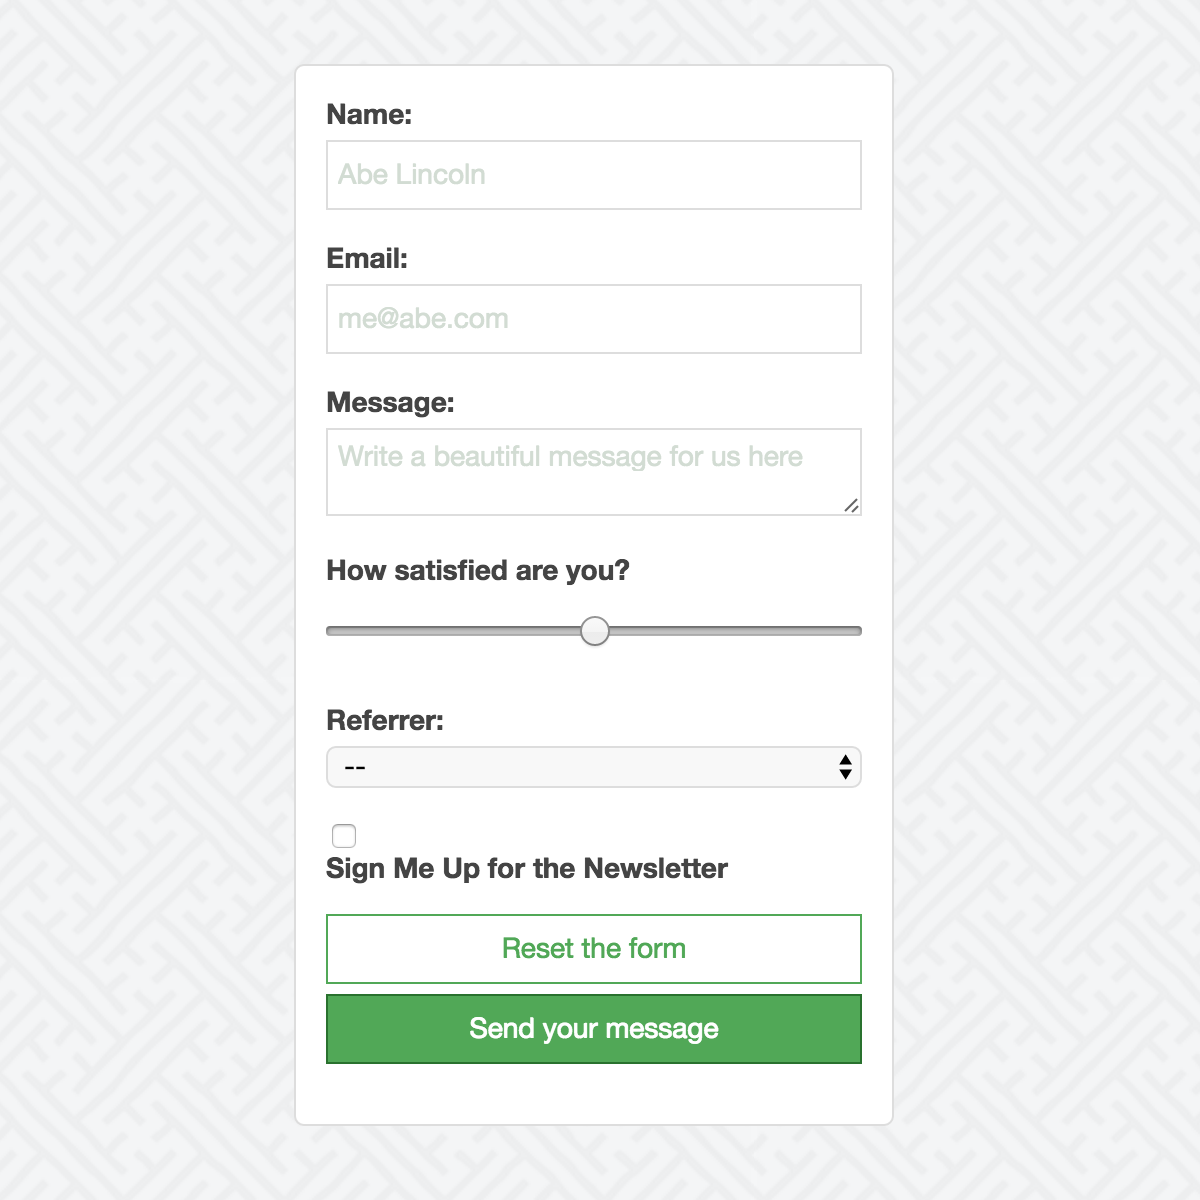 Name:
Abe Lincoln
Email:
me@abe.com
Message:
Write a beautiful message for us here
How satisfied are you?
Referrer:
--
Sign Me Up for the Newsletter
Reset the form
Send your message